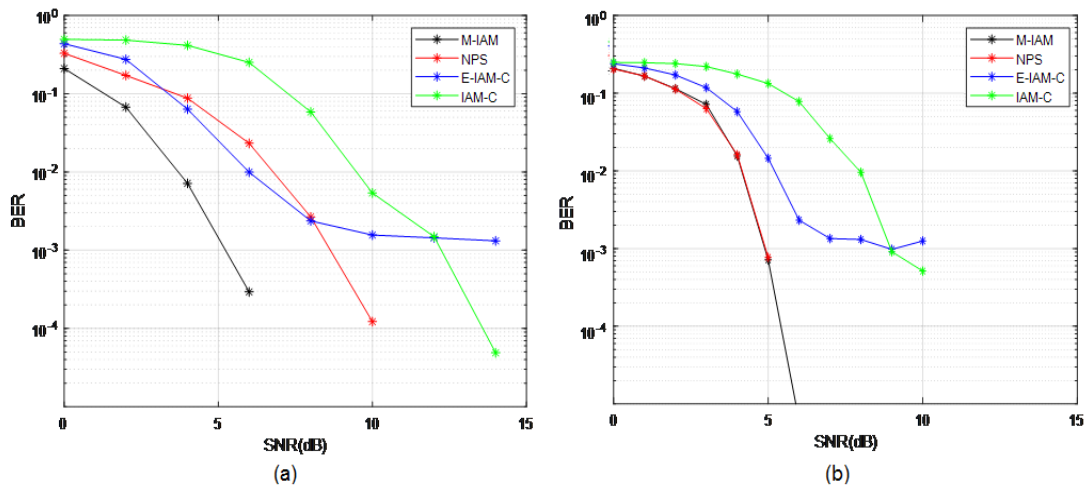 10^0
10^-1
10^-2
10^-3
10^-4
BER
M-IAM
NPS
E-IAM-C
IAM-C
0 5 10 15
SNR(dB)
(a)
10^0
10^-1
10^-2
10^-3
10^-4
BER
M-IAM
NPS
E-IAM-C
IAM-C
0 5 10 15
SNR(dB)
(b)